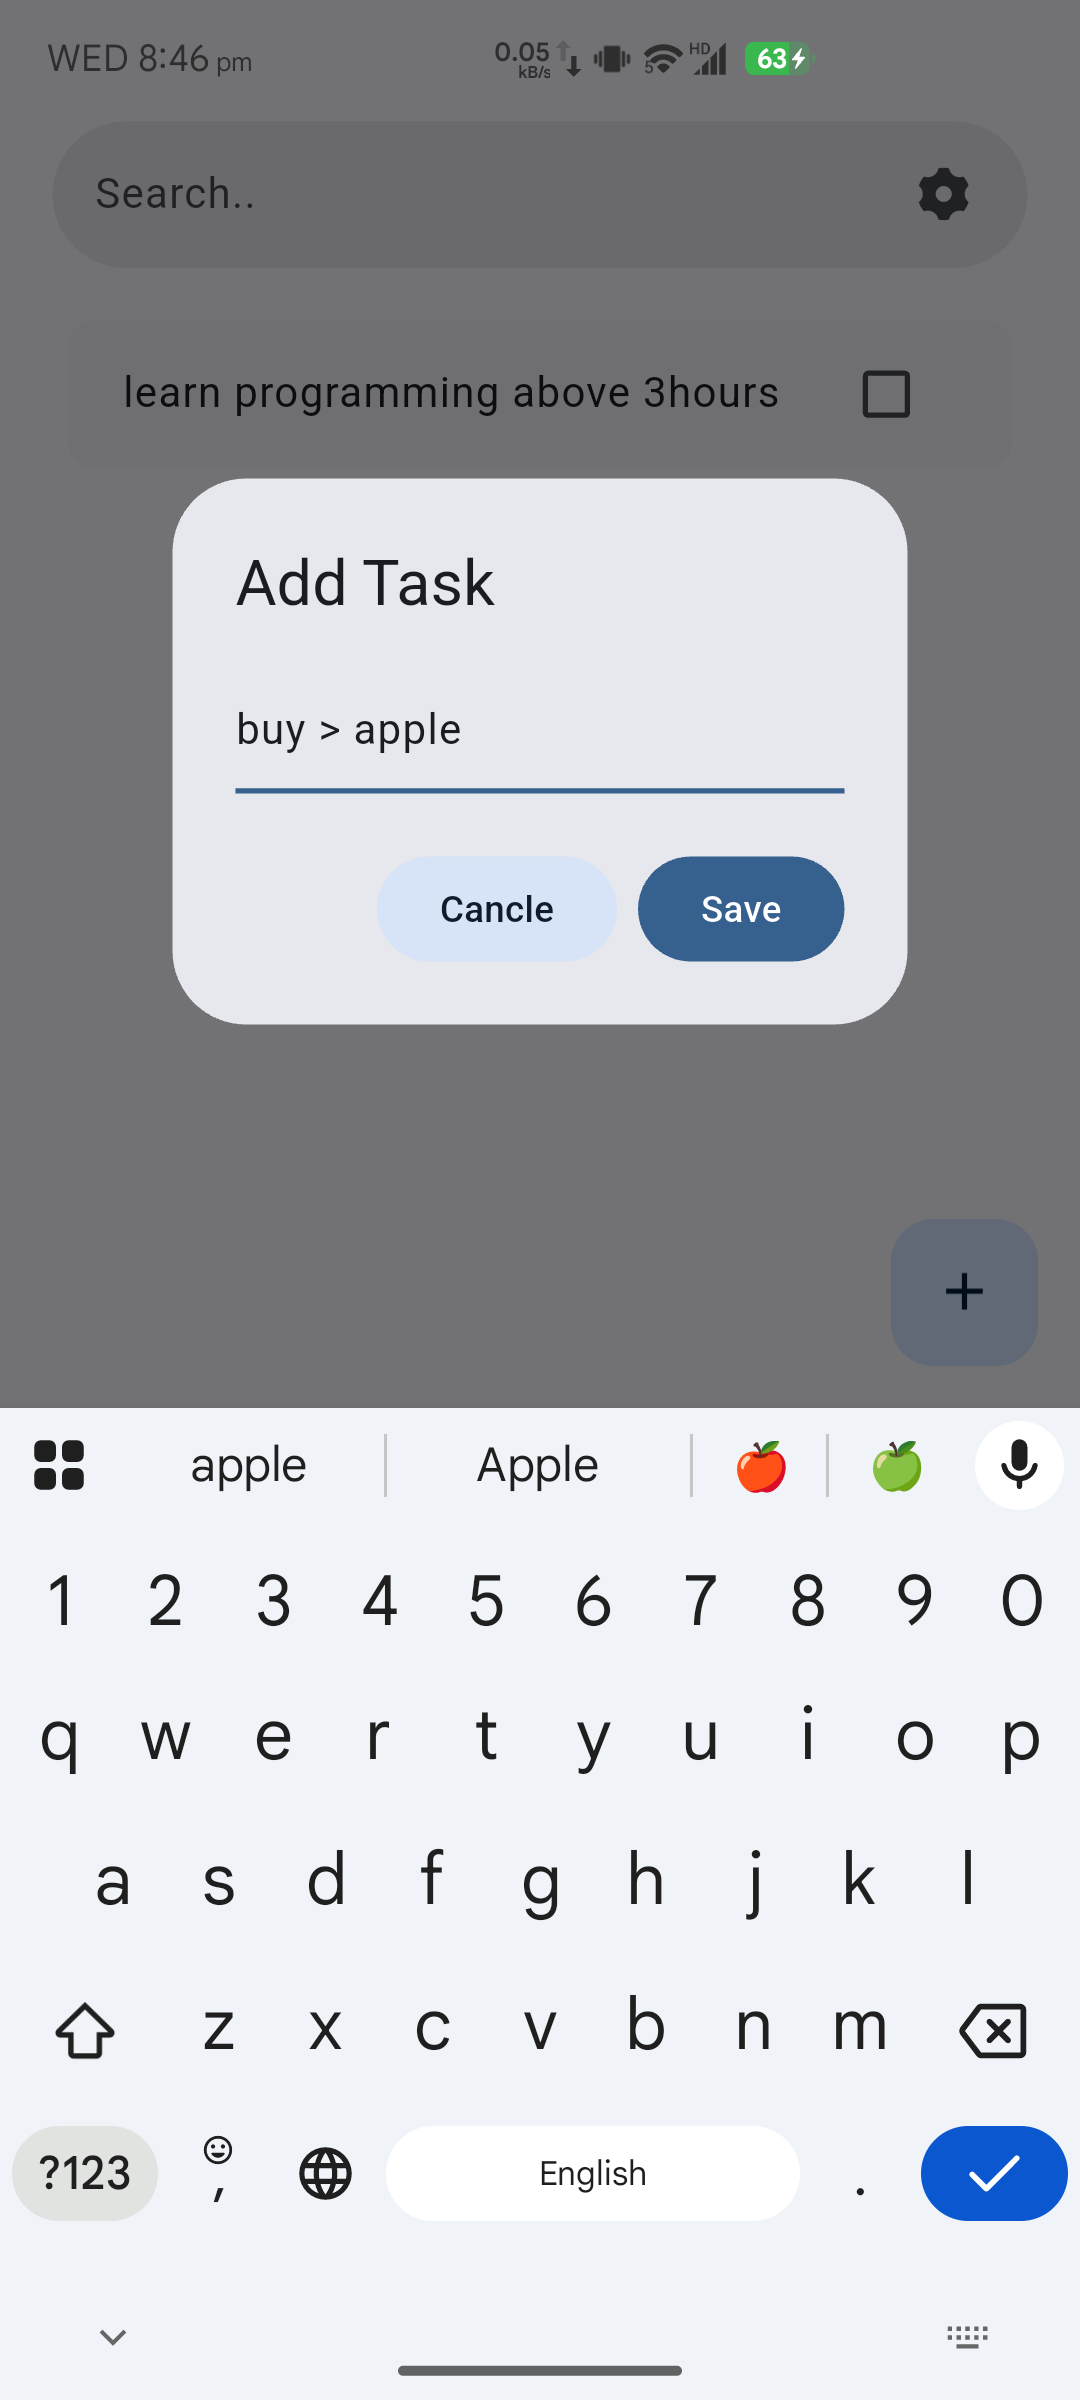 WED 8:46 pm 0.05 kB/s 5 HD 63
Search..
learn programming above 3hours
Add Task
buy > apple
Cancle Save
+
apple Apple 🍎 🍏
1 2 3 4 5 6 7 8 9 0
q w e r t y u i o p
a s d f g h j k l
z x c v b n m
?123 , English .